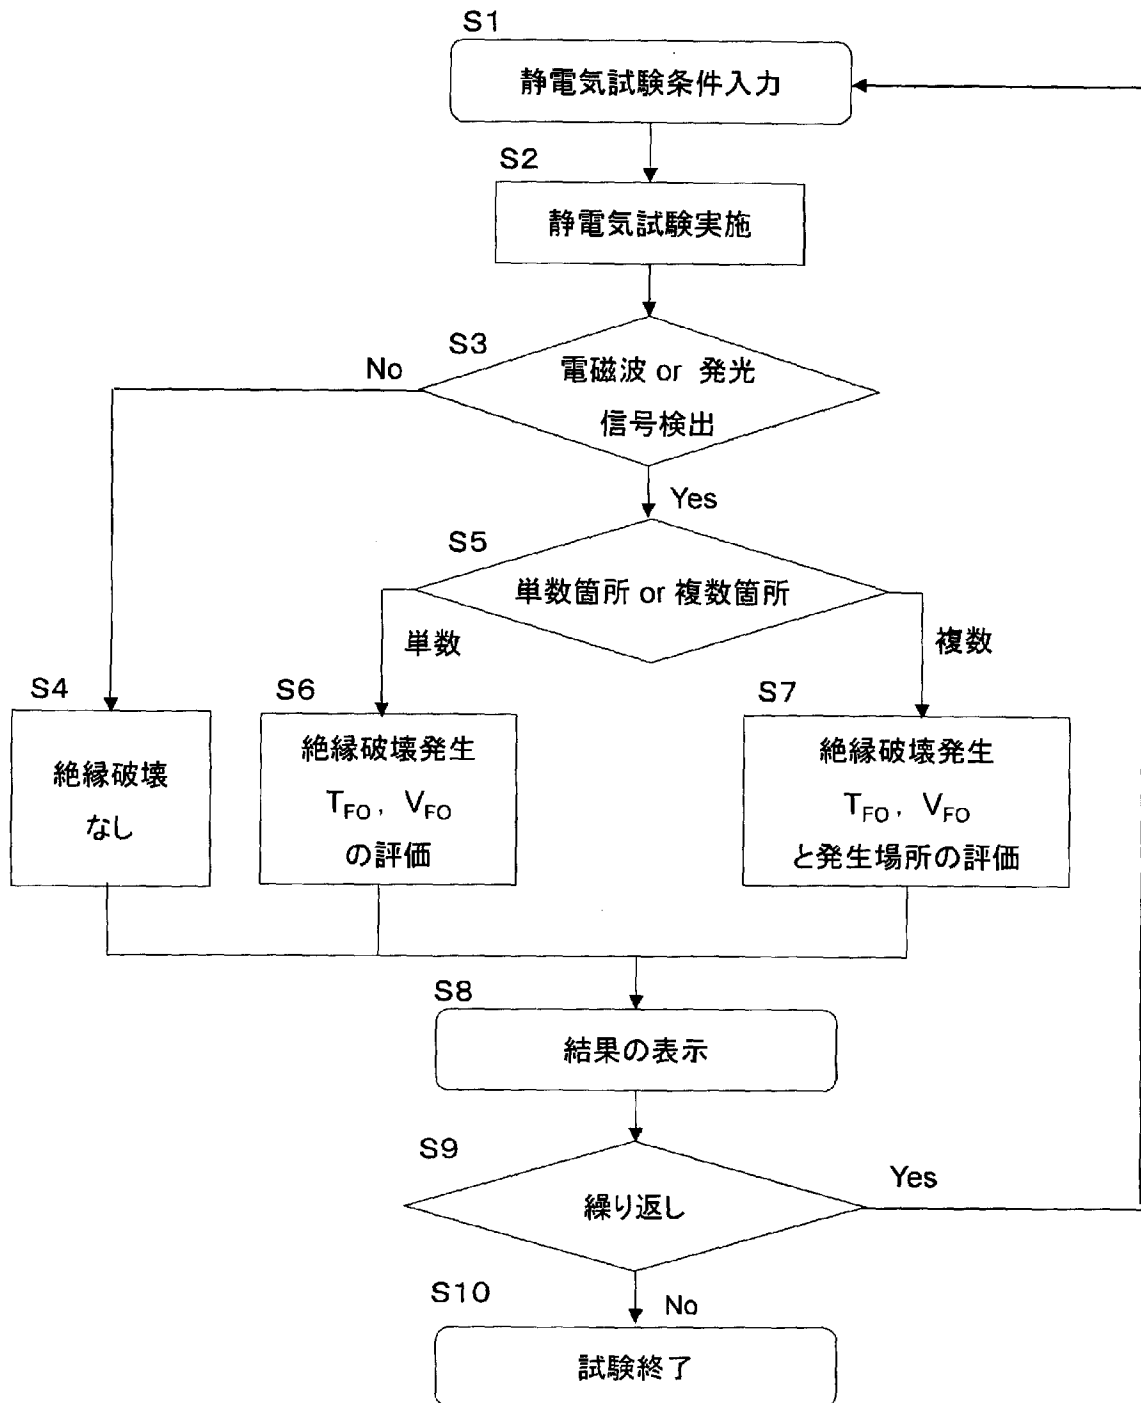 S1
静電気試験条件入力
S2
静電気試験実施
S3
No
電磁波 or 発光
信号検出
Yes
S5
単数箇所 or 複数箇所
単数
複数
S4
絶縁破壊
なし
S6
絶縁破壊発生
TFO, VFO
の評価
S7
絶縁破壊発生
TFO, VFO
と発生場所の評価
S8
結果の表示
S9
繰り返し
Yes
No
S10
試験終了